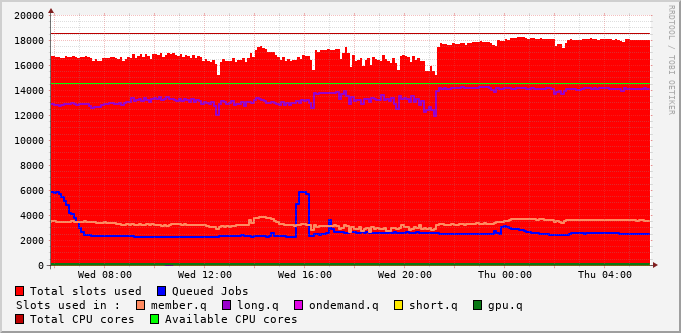 20000
18000
16000
14000
12000
10000
8000
6000
4000
2000
0
Wed 08:00 Wed 12:00 Wed 16:00 Wed 20:00 Thu 00:00 Thu 04:00
Total slots used Queued Jobs
Slots used in : member.q long.q ondemand.q short.q gpu.q
Total CPU cores Available CPU cores
RRDTOOL / TOBI OETIKER